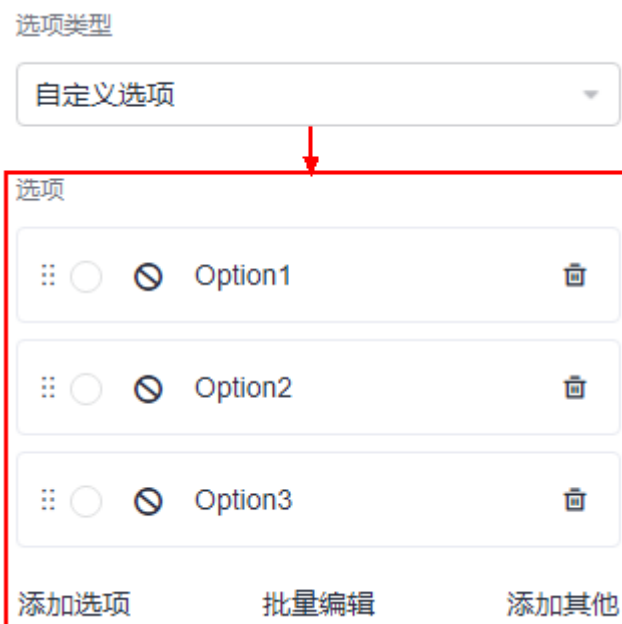 选项类型
自定义选项
选项
Option1
Option2
Option3
添加选项 批量编辑 添加其他